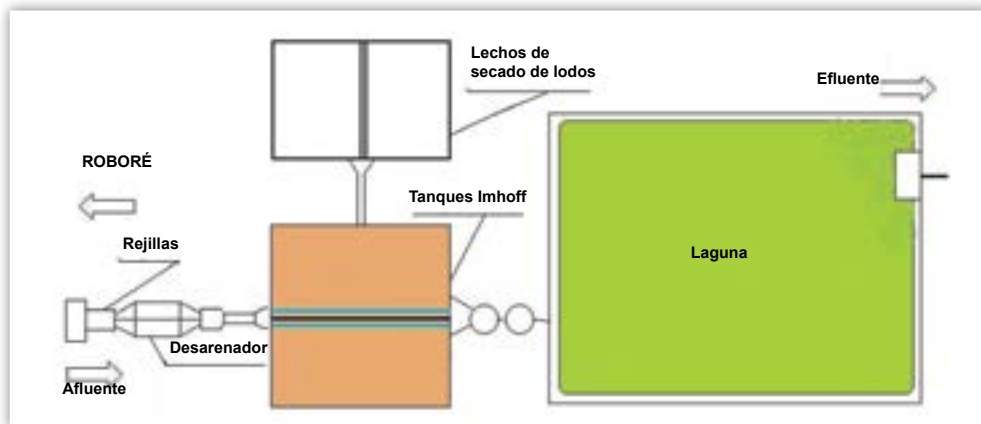 Lechos de
secado de lodos
Efluente
ROBORÉ
Tanques Imhoff
Rejillas
Laguna
Desarenador
Afluente